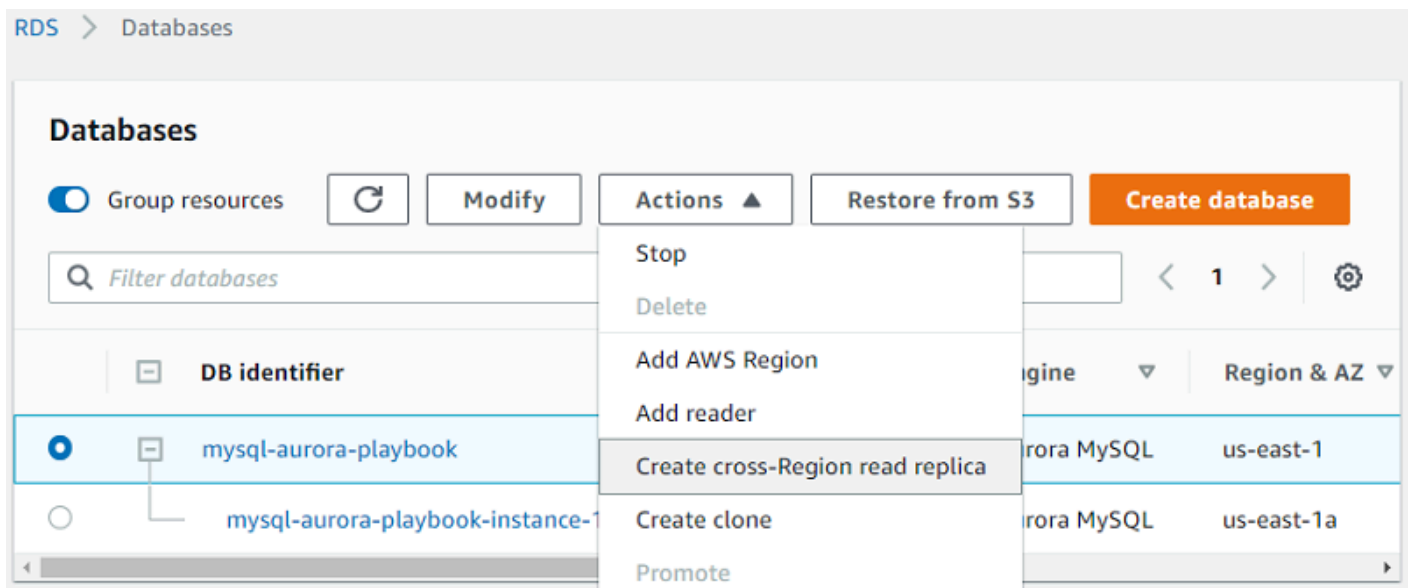 RDS > Databases
Databases
Group resources Modify Actions ▲ Restore from S3 Create database
Filter databases < 1 >
Stop
Delete
Add AWS Region
Add reader
Create cross-Region read replica
Create clone
Promote
DB identifier Region & AZ
mysql-aurora-playbook MySQL us-east-1
mysql-aurora-playbook-instance-1 MySQL us-east-1a